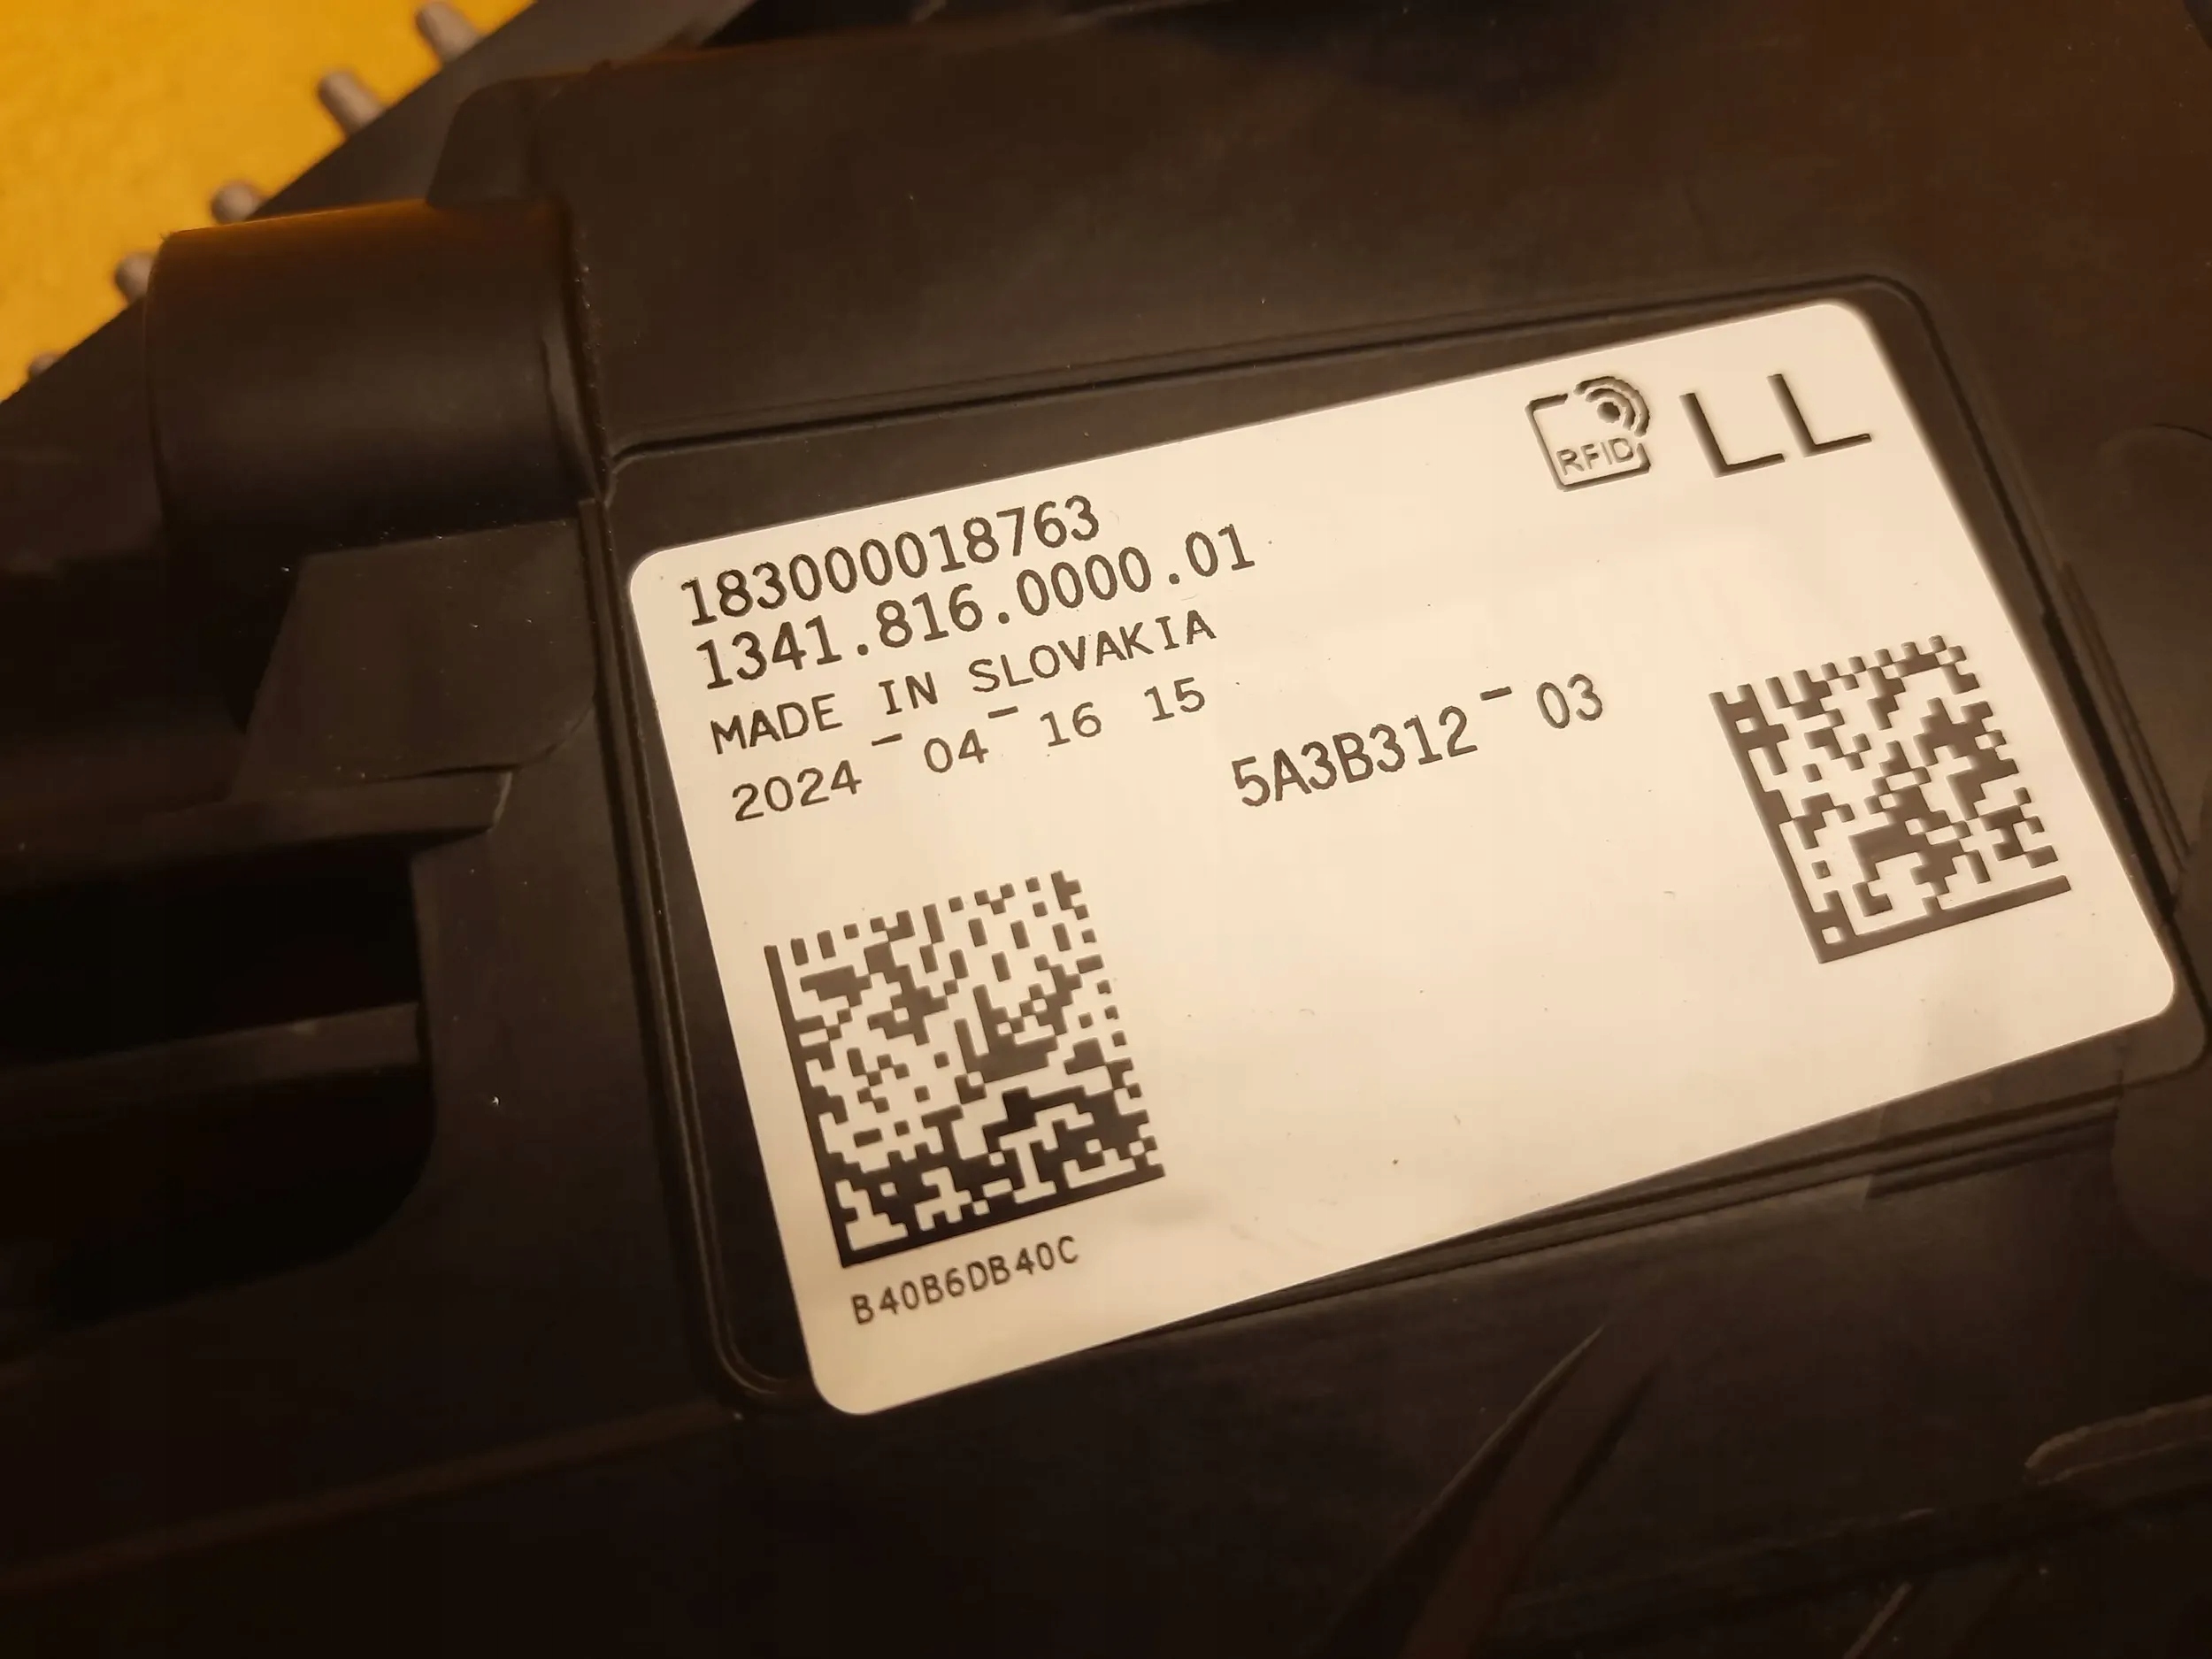 RFID LL
183000018763
1341.816.0000.01
MADE IN SLOVAKIA
2024-04-16 15
5A3B312-03
B40B6DB40C